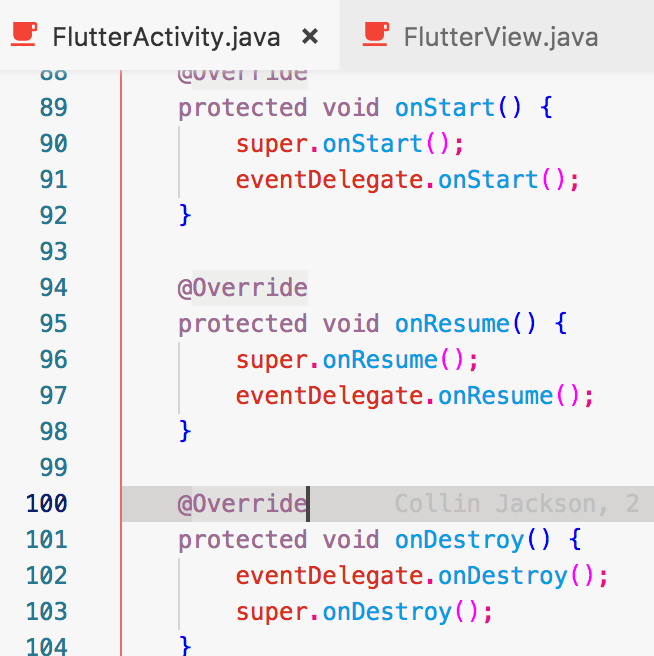 FlutterActivity.java × FlutterView.java
88 @Override
89 protected void onStart() {
90 super.onStart();
91 eventDelegate.onStart();
92 }
93
94 @Override
95 protected void onResume() {
96 super.onResume();
97 eventDelegate.onResume();
98 }
99
100 @Override Collin Jackson, 2
101 protected void onDestroy() {
102 eventDelegate.onDestroy();
103 super.onDestroy();
104 }